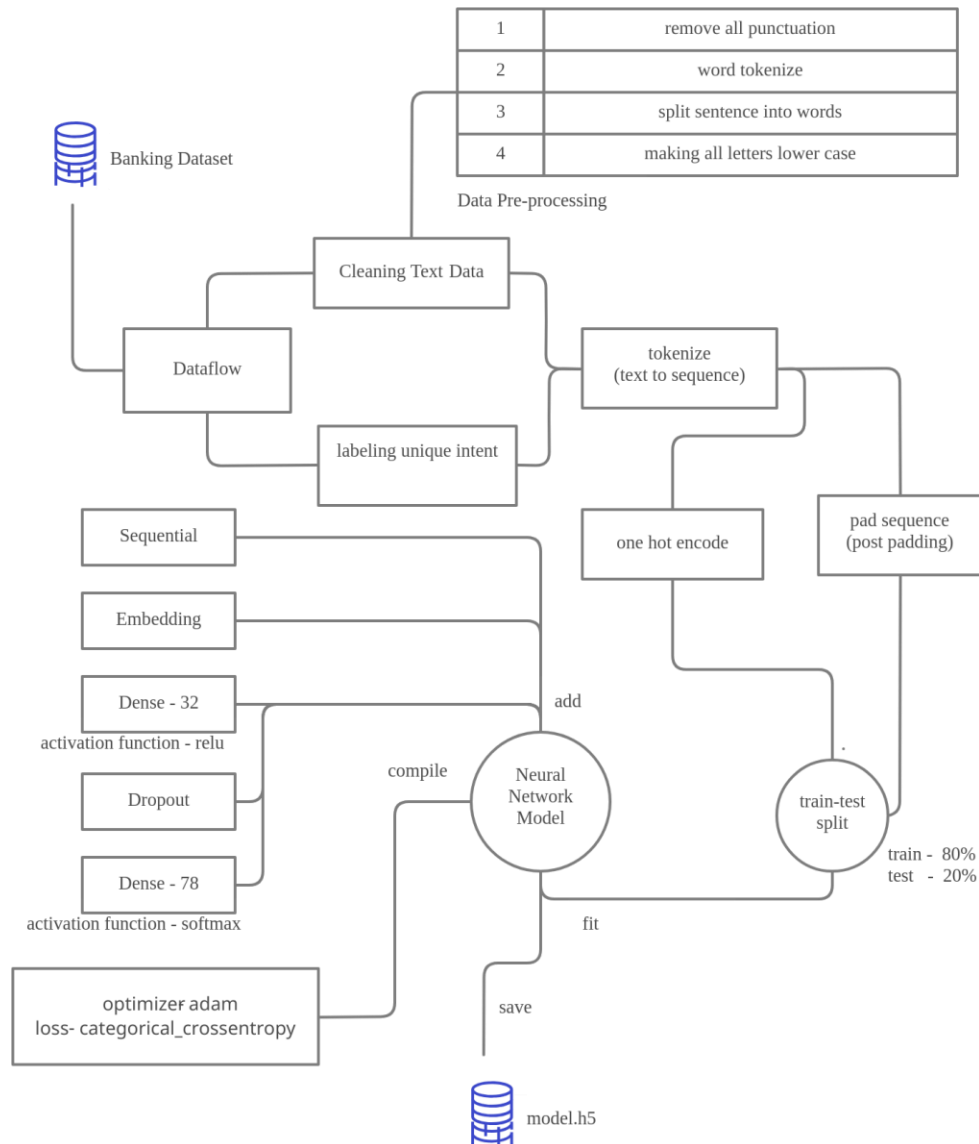 1 remove all punctuation
2 word tokenize
3 split sentence into words
4 making all letters lower case
Data Pre-processing
Banking Dataset
Cleaning Text Data
Dataflow
tokenize
(text to sequence)
labeling unique intent
Sequential
one hot encode
pad sequence
(post padding)
Embedding
Dense - 32
activation function - relu
add
Dropout
compile
Neural
Network
Model
.
train-test
split
train - 80%
test - 20%
Dense - 78
activation function - softmax
fit
optimizer adam
loss- categorical_crossentropy
save
model.h5